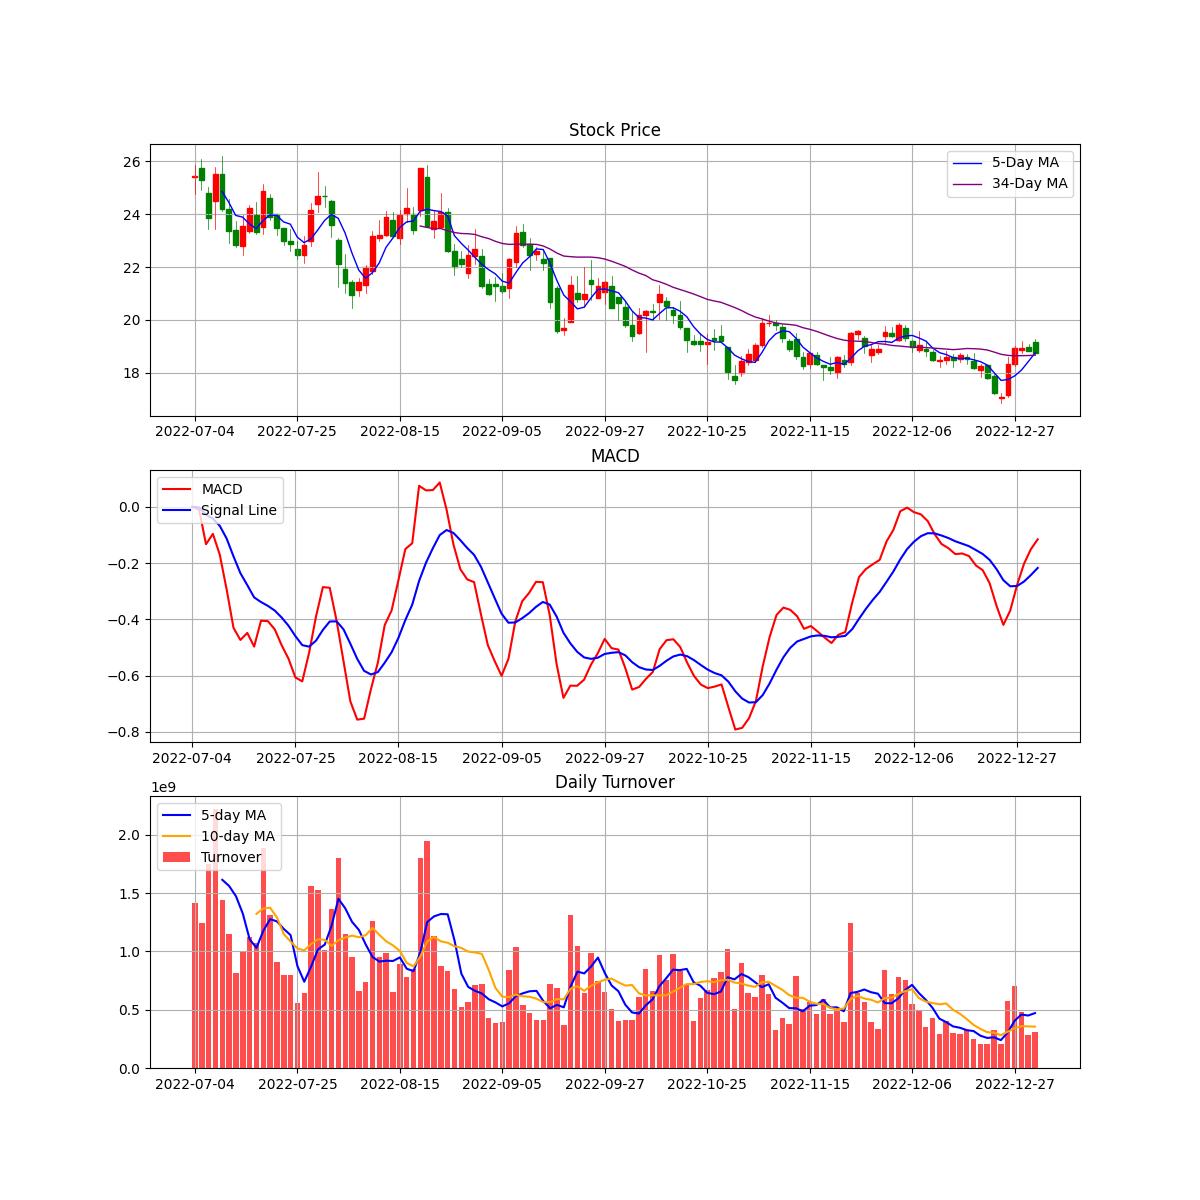 Stock Price
26
24
22
20
18
5-Day MA
34-Day MA
2022-07-04 2022-07-25 2022-08-15 2022-09-05 2022-09-27 2022-10-25 2022-11-15 2022-12-06 2022-12-27
MACD
0.0
−0.2
−0.4
−0.6
−0.8
MACD
Signal Line
2022-07-04 2022-07-25 2022-08-15 2022-09-05 2022-09-27 2022-10-25 2022-11-15 2022-12-06 2022-12-27
Daily Turnover
1e9
2.0
1.5
1.0
0.5
0.0
5-day MA
10-day MA
Turnover
2022-07-04 2022-07-25 2022-08-15 2022-09-05 2022-09-27 2022-10-25 2022-11-15 2022-12-06 2022-12-27